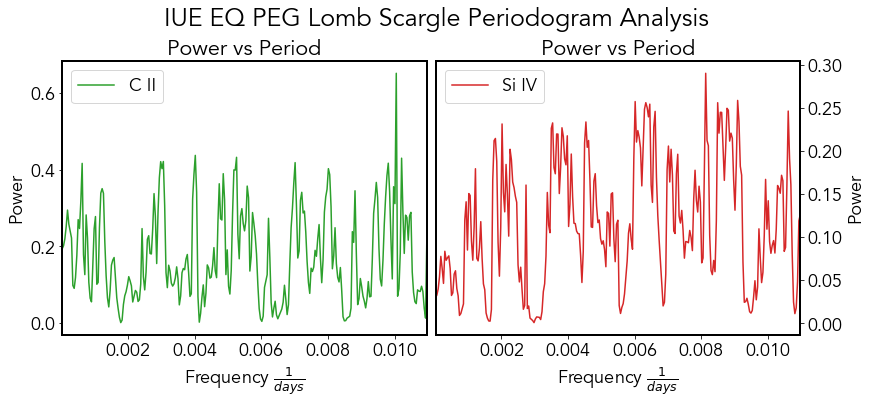 IUE EQ PEG Lomb Scargle Periodogram Analysis
Power vs Period
Power vs Period
C II
Si IV
0.6
0.4
0.2
0.0
Power
0.30
0.25
0.20
0.15
0.10
0.05
0.00
Power
0.002 0.004 0.006 0.008 0.010
0.002 0.004 0.006 0.008 0.010
Frequency 1/days
Frequency 1/days